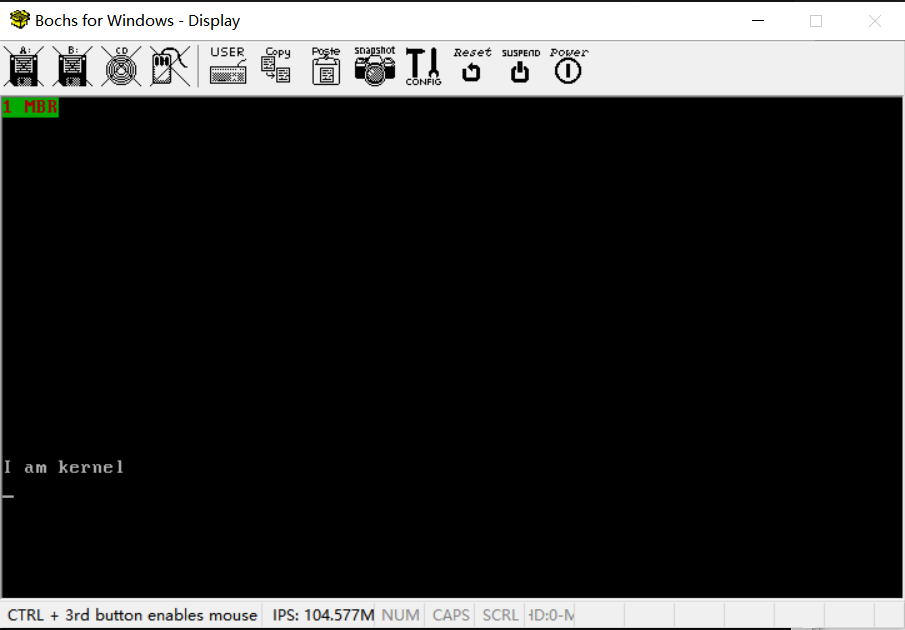 Bochs for Windows - Display
A: B: CD USER Copy Paste snapshot CONFIG Reset SUSPEND Power
1 MBR
I am kernel
_
CTRL + 3rd button enables mouse IPS: 104.577M NUM CAPS SCRL HD:0-M